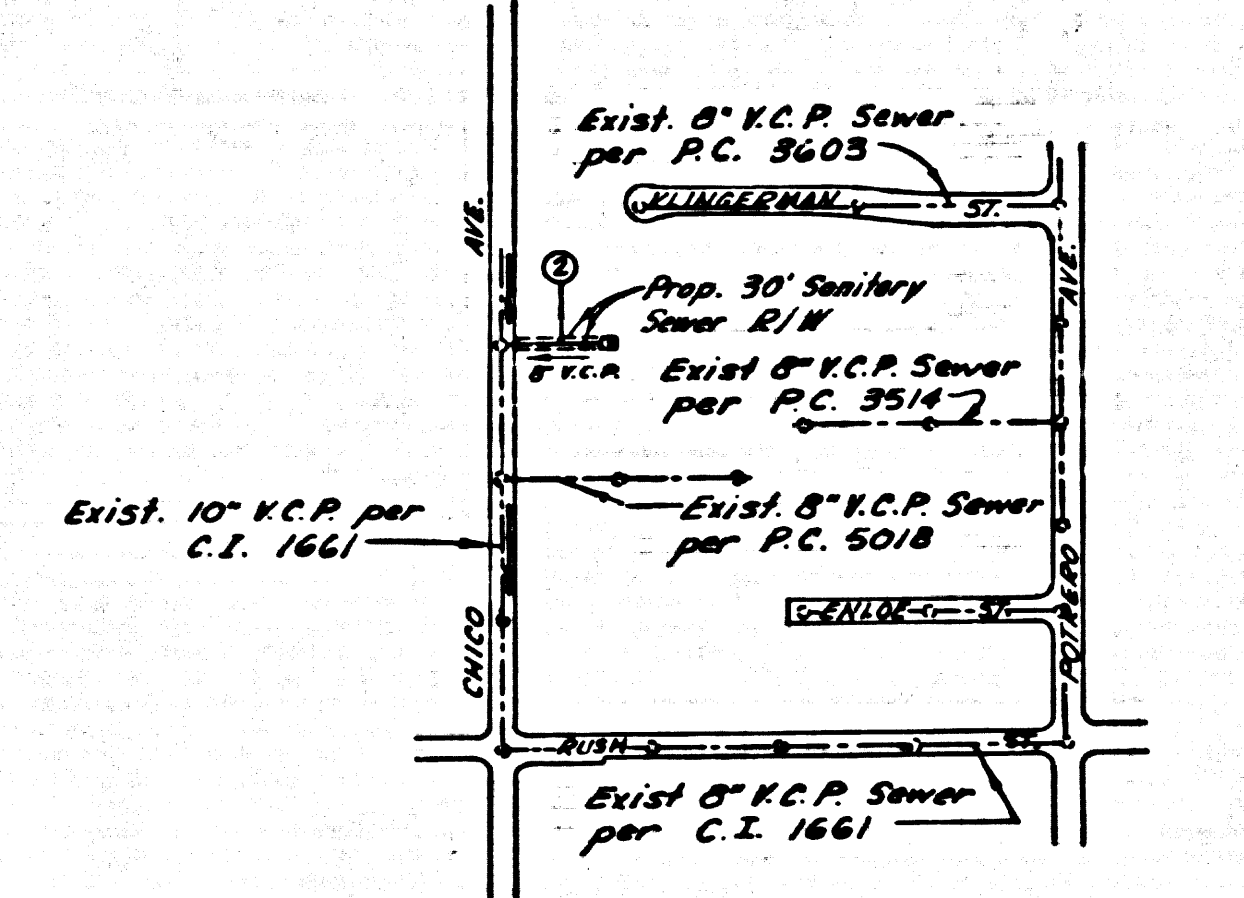 Exist. 8" V.C.P. Sewer
per P.C. 3603
KLINGERMAN ST.
AVE.
2
Prop. 30' Sanitary
Sewer R/W
8" V.C.P.
AVE.
Exist 8" V.C.P. Sewer
per P.C. 3514
Exist. 10" V.C.P. per
C.I. 1661
Exist. 8" V.C.P. Sewer
per P.C. 5018
ENLOE ST.
CHICO
POTRERO
RUSH ST.
Exist 8" V.C.P. Sewer
per C.I. 1661